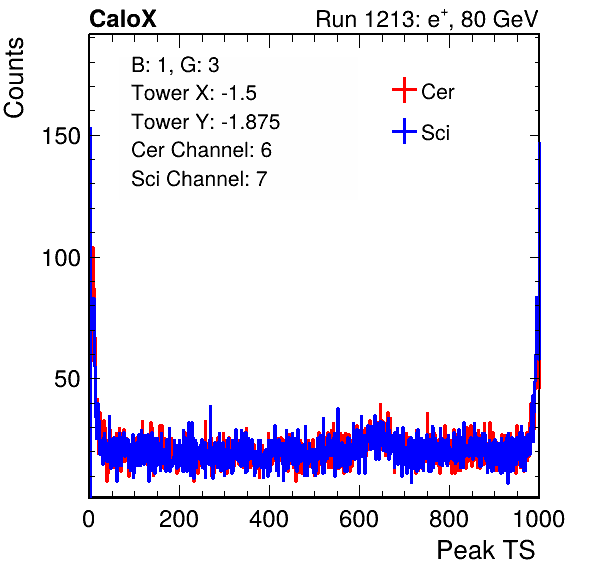 CaloX Run 1213: e⁺, 80 GeV
Counts
B: 1, G: 3
Tower X: -1.5
Tower Y: -1.875
Cer Channel: 6
Sci Channel: 7
Cer
Sci
150
100
50
0 200 400 600 800 1000
Peak TS